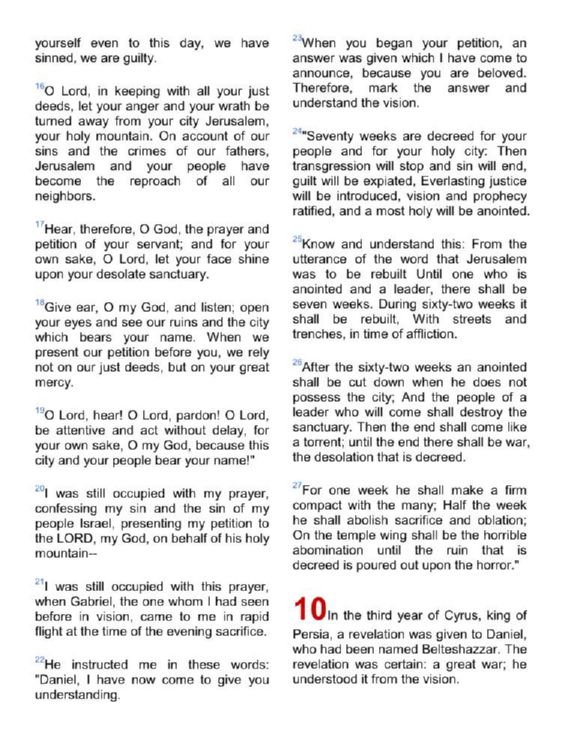 yourself even to this day, we have
sinned, we are guilty.
16O Lord, in keeping with all your just
deeds, let your anger and your wrath be
turned away from your city Jerusalem,
your holy mountain. On account of our
sins and the crimes of our fathers,
Jerusalem and your people have
become the reproach of all our
neighbors.
17Hear, therefore, O God, the prayer and
petition of your servant; and for your
own sake, O Lord, let your face shine
upon your desolate sanctuary.
18Give ear, O my God, and listen; open
your eyes and see our ruins and the city
which bears your name. When we
present our petition before you, we rely
not on our just deeds, but on your great
mercy.
19O Lord, hear! O Lord, pardon! O Lord,
be attentive and act without delay, for
your own sake, O my God, because this
city and your people bear your name!"
20I was still occupied with my prayer,
confessing my sin and the sin of my
people Israel, presenting my petition to
the LORD, my God, on behalf of his holy
mountain--
21I was still occupied with this prayer,
when Gabriel, the one whom I had seen
before in vision, came to me in rapid
flight at the time of the evening sacrifice.
22He instructed me in these words:
"Daniel, I have now come to give you
understanding.
23When you began your petition, an
answer was given which I have come to
announce, because you are beloved.
Therefore, mark the answer and
understand the vision.
24"Seventy weeks are decreed for your
people and for your holy city: Then
transgression will stop and sin will end,
guilt will be expiated, Everlasting justice
will be introduced, vision and prophecy
ratified, and a most holy will be anointed.
25Know and understand this: From the
utterance of the word that Jerusalem
was to be rebuilt Until one who is
anointed and a leader, there shall be
seven weeks. During sixty-two weeks it
shall be rebuilt, With streets and
trenches, in time of affliction.
26After the sixty-two weeks an anointed
shall be cut down when he does not
possess the city; And the people of a
leader who will come shall destroy the
sanctuary. Then the end shall come like
a torrent; until the end there shall be war,
the desolation that is decreed.
27For one week he shall make a firm
compact with the many; Half the week
he shall abolish sacrifice and oblation;
On the temple wing shall be the horrible
abomination until the ruin that is
decreed is poured out upon the horror."
10In the third year of Cyrus, king of
Persia, a revelation was given to Daniel,
who had been named Belteshazzar. The
revelation was certain: a great war; he
understood it from the vision.